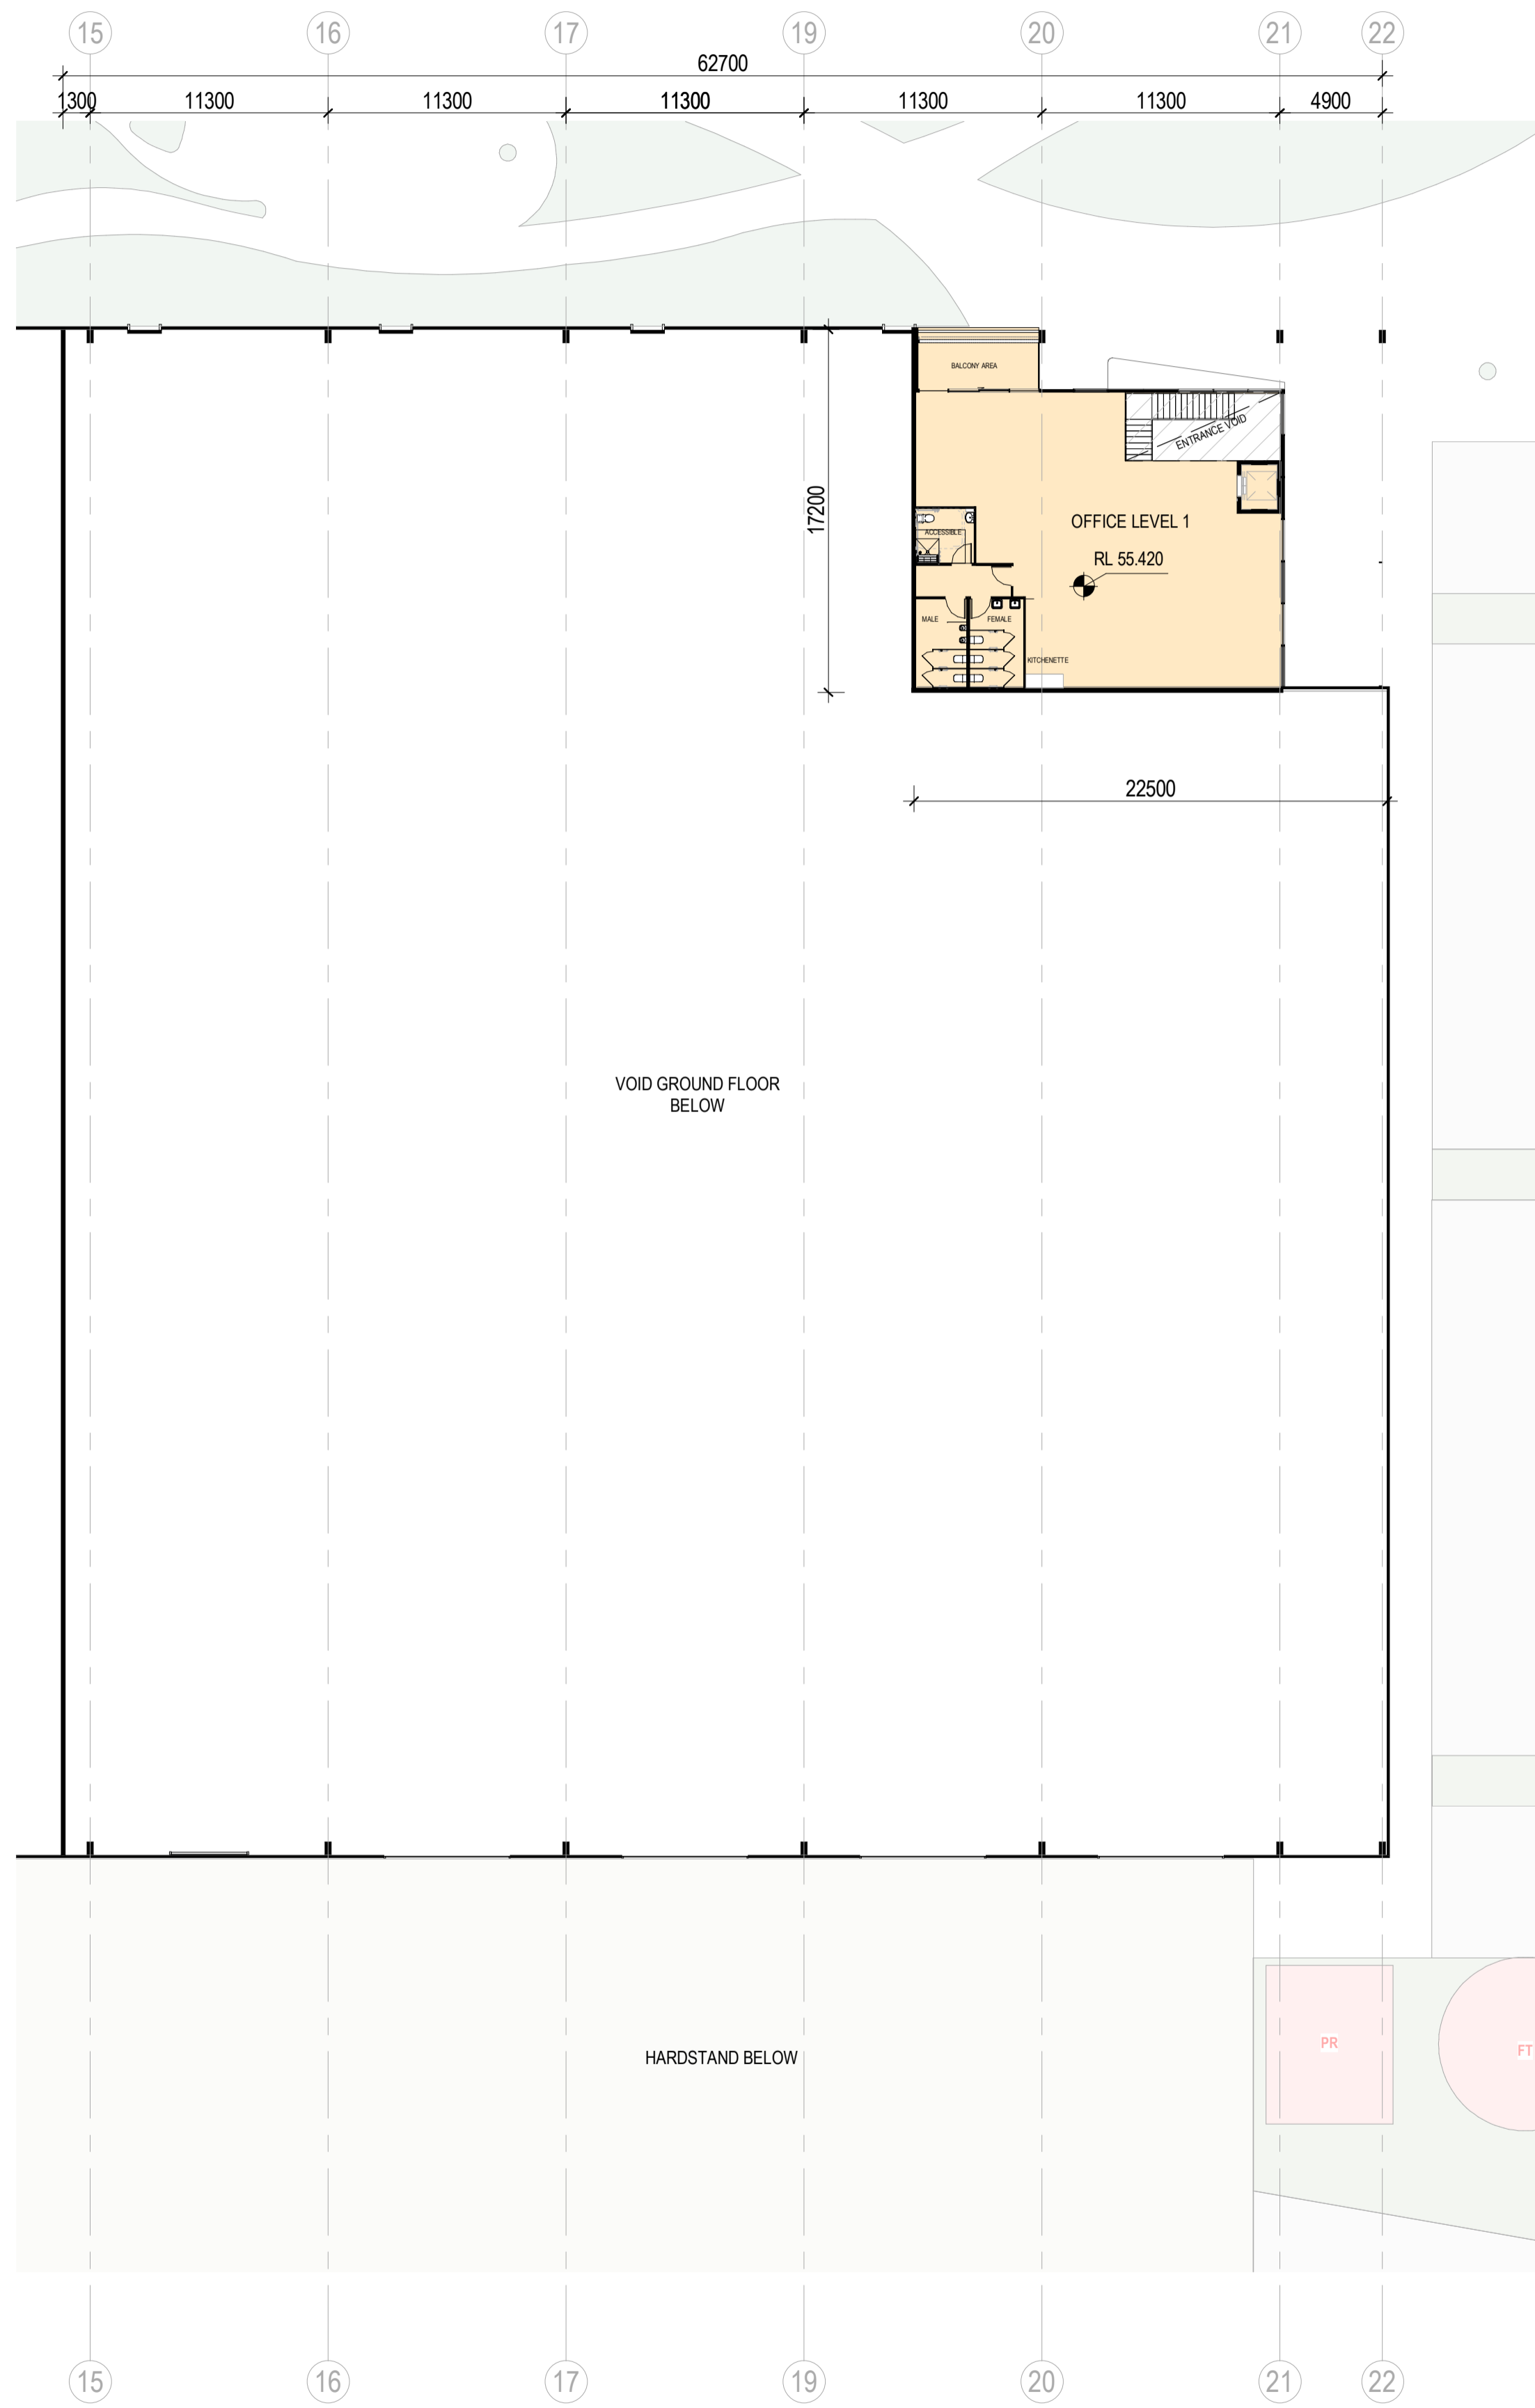 15 16 17 19 20 21 22
62700
1300 11300 11300 11300 11300 11300 4900
BALCONY AREA
ENTRANCE VOID
17200
OFFICE LEVEL 1
ACCESSIBLE
RL 55.420
MALE
FEMALE
KITCHENETTE
22500
VOID GROUND FLOOR
BELOW
PR
FT
HARDSTAND BELOW
15 16 17 19 20 21 22